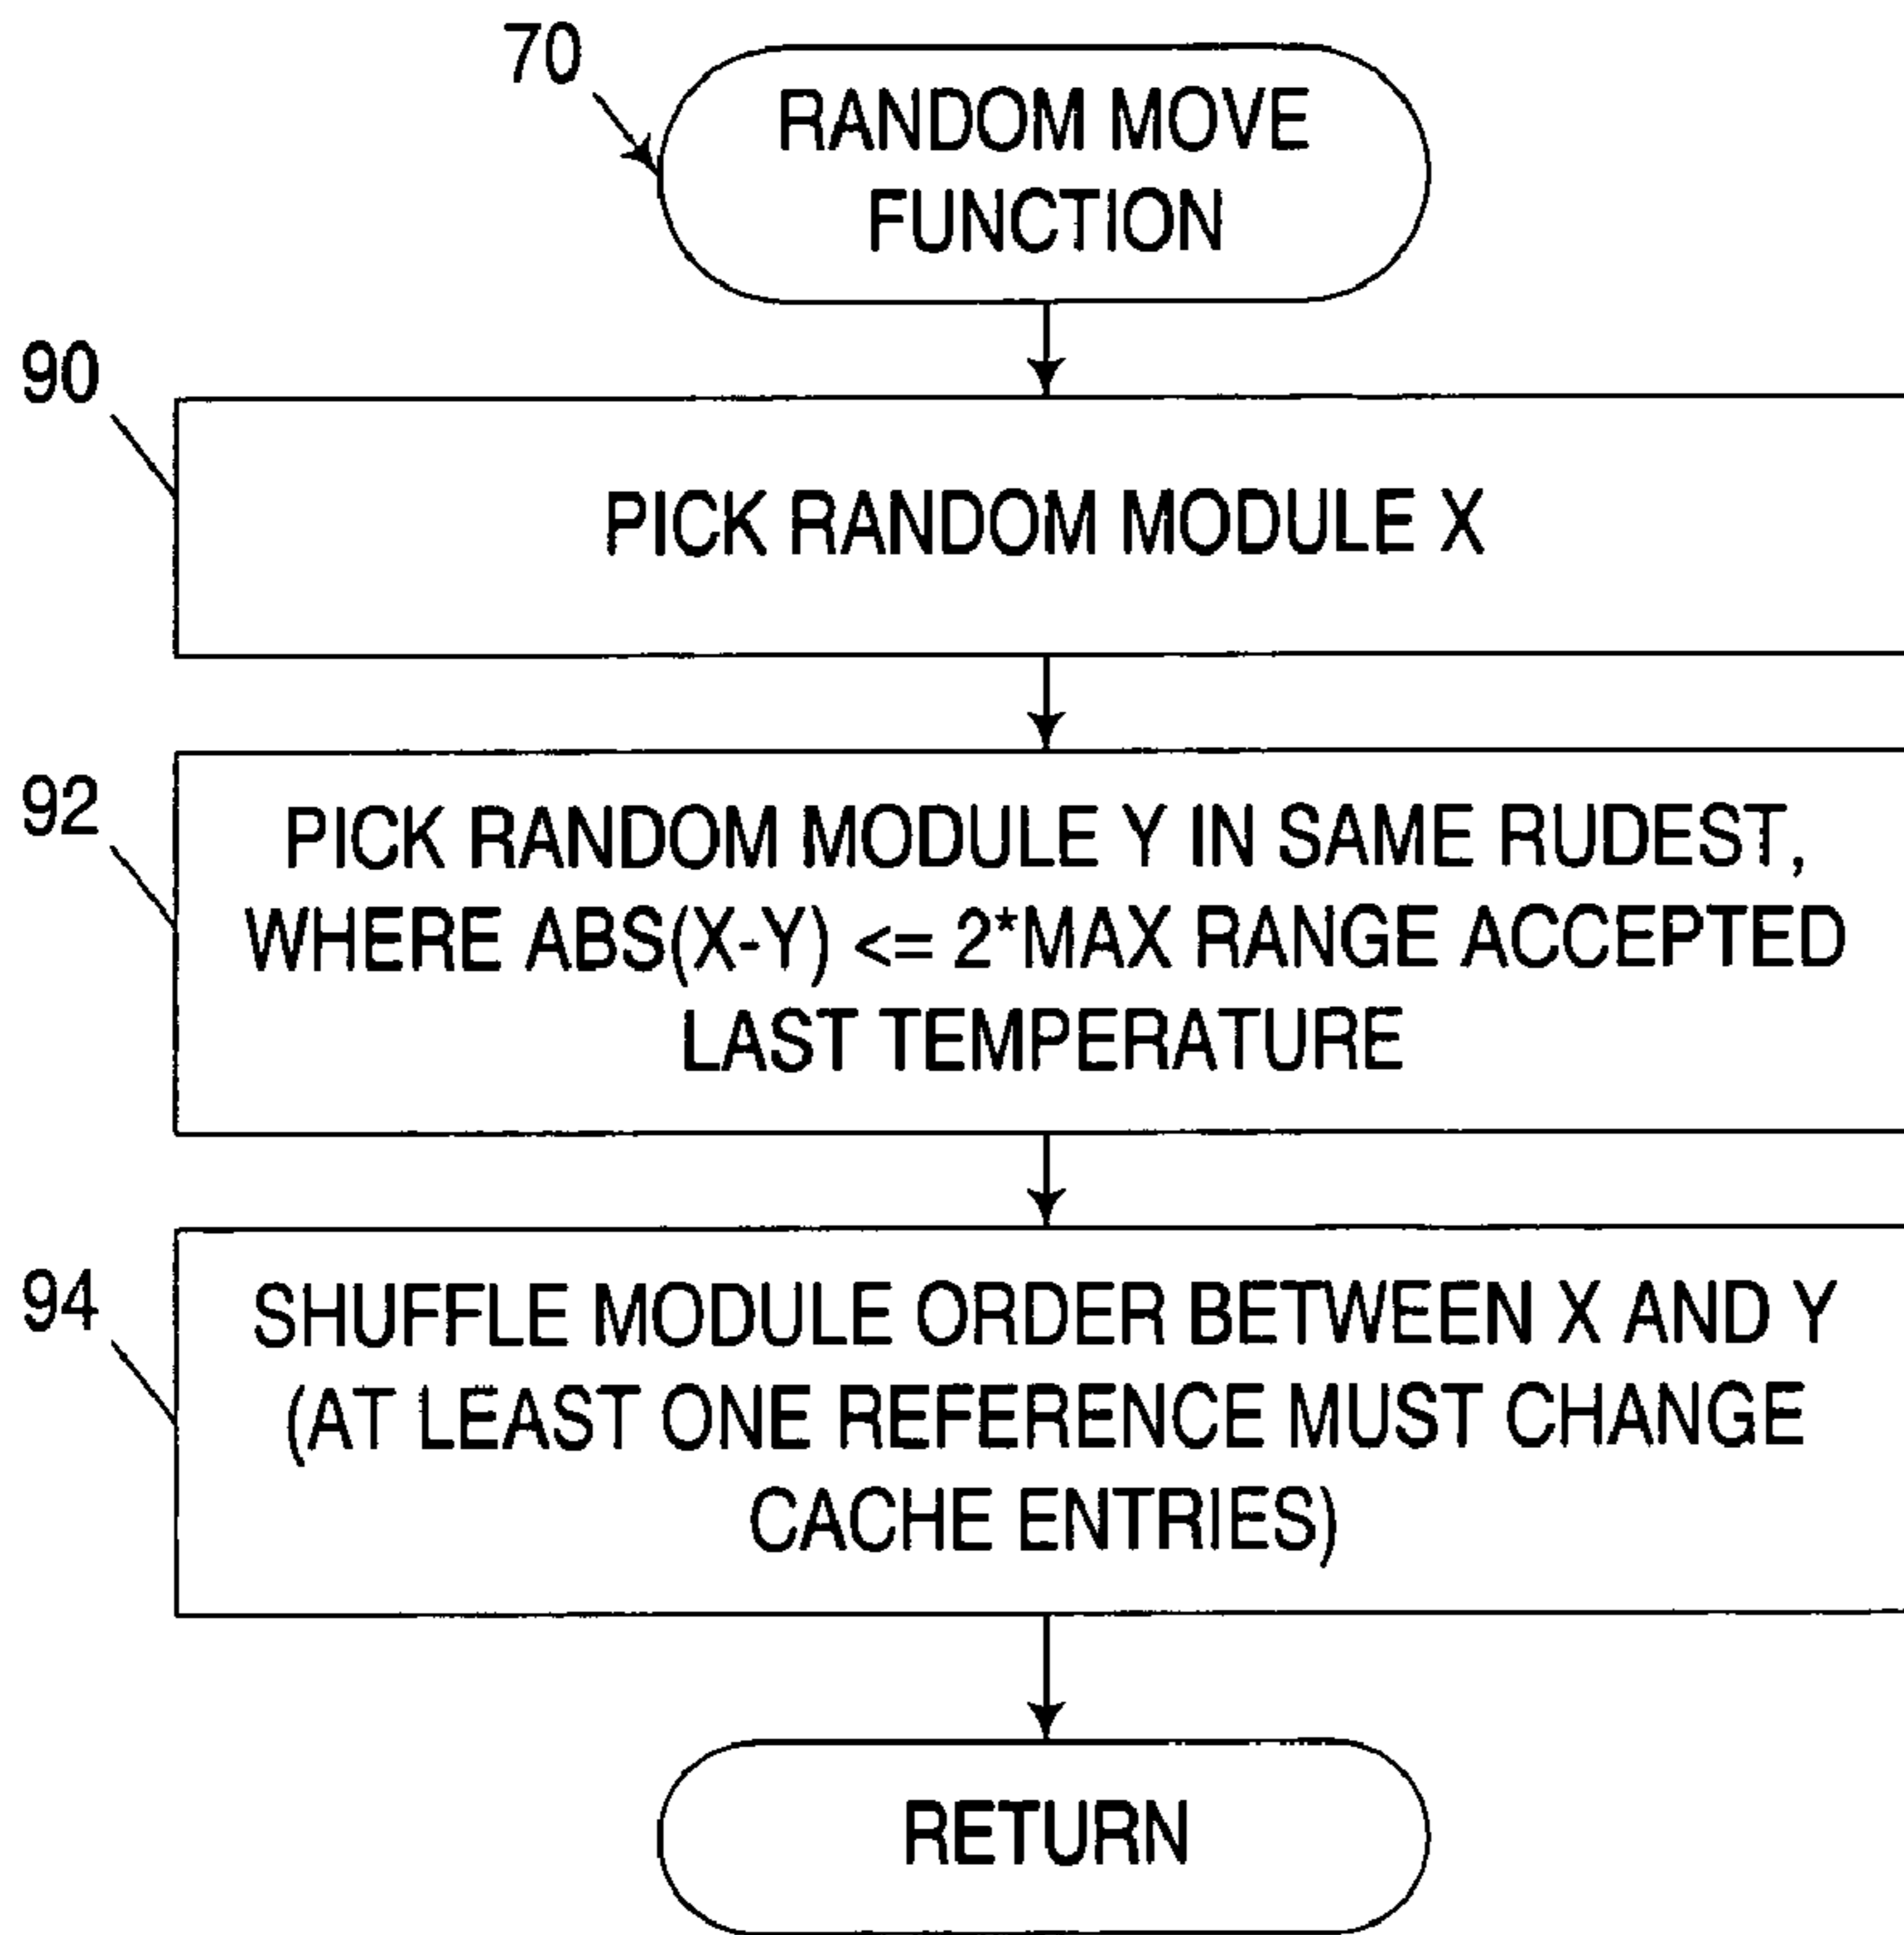 70
RANDOM MOVE
FUNCTION
90
PICK RANDOM MODULE X
92
PICK RANDOM MODULE Y IN SAME RUDEST,
WHERE ABS(X-Y) <= 2*MAX RANGE ACCEPTED
LAST TEMPERATURE
94
SHUFFLE MODULE ORDER BETWEEN X AND Y
(AT LEAST ONE REFERENCE MUST CHANGE
CACHE ENTRIES)
RETURN